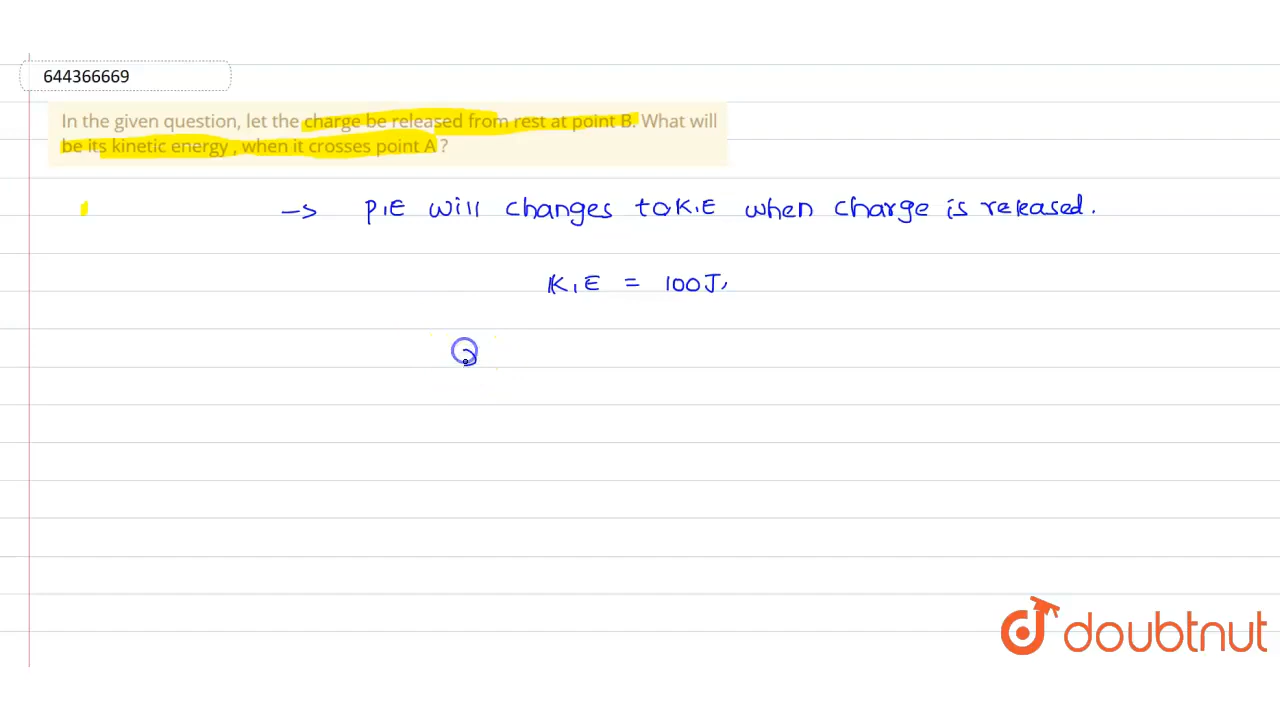 644366669
In the given question, let the charge be released from rest at point B. What will
be its kinetic energy , when it crosses point A ?
-> P.E will changes to K.E when charge is released.
K.E = 100J.
doubtnut